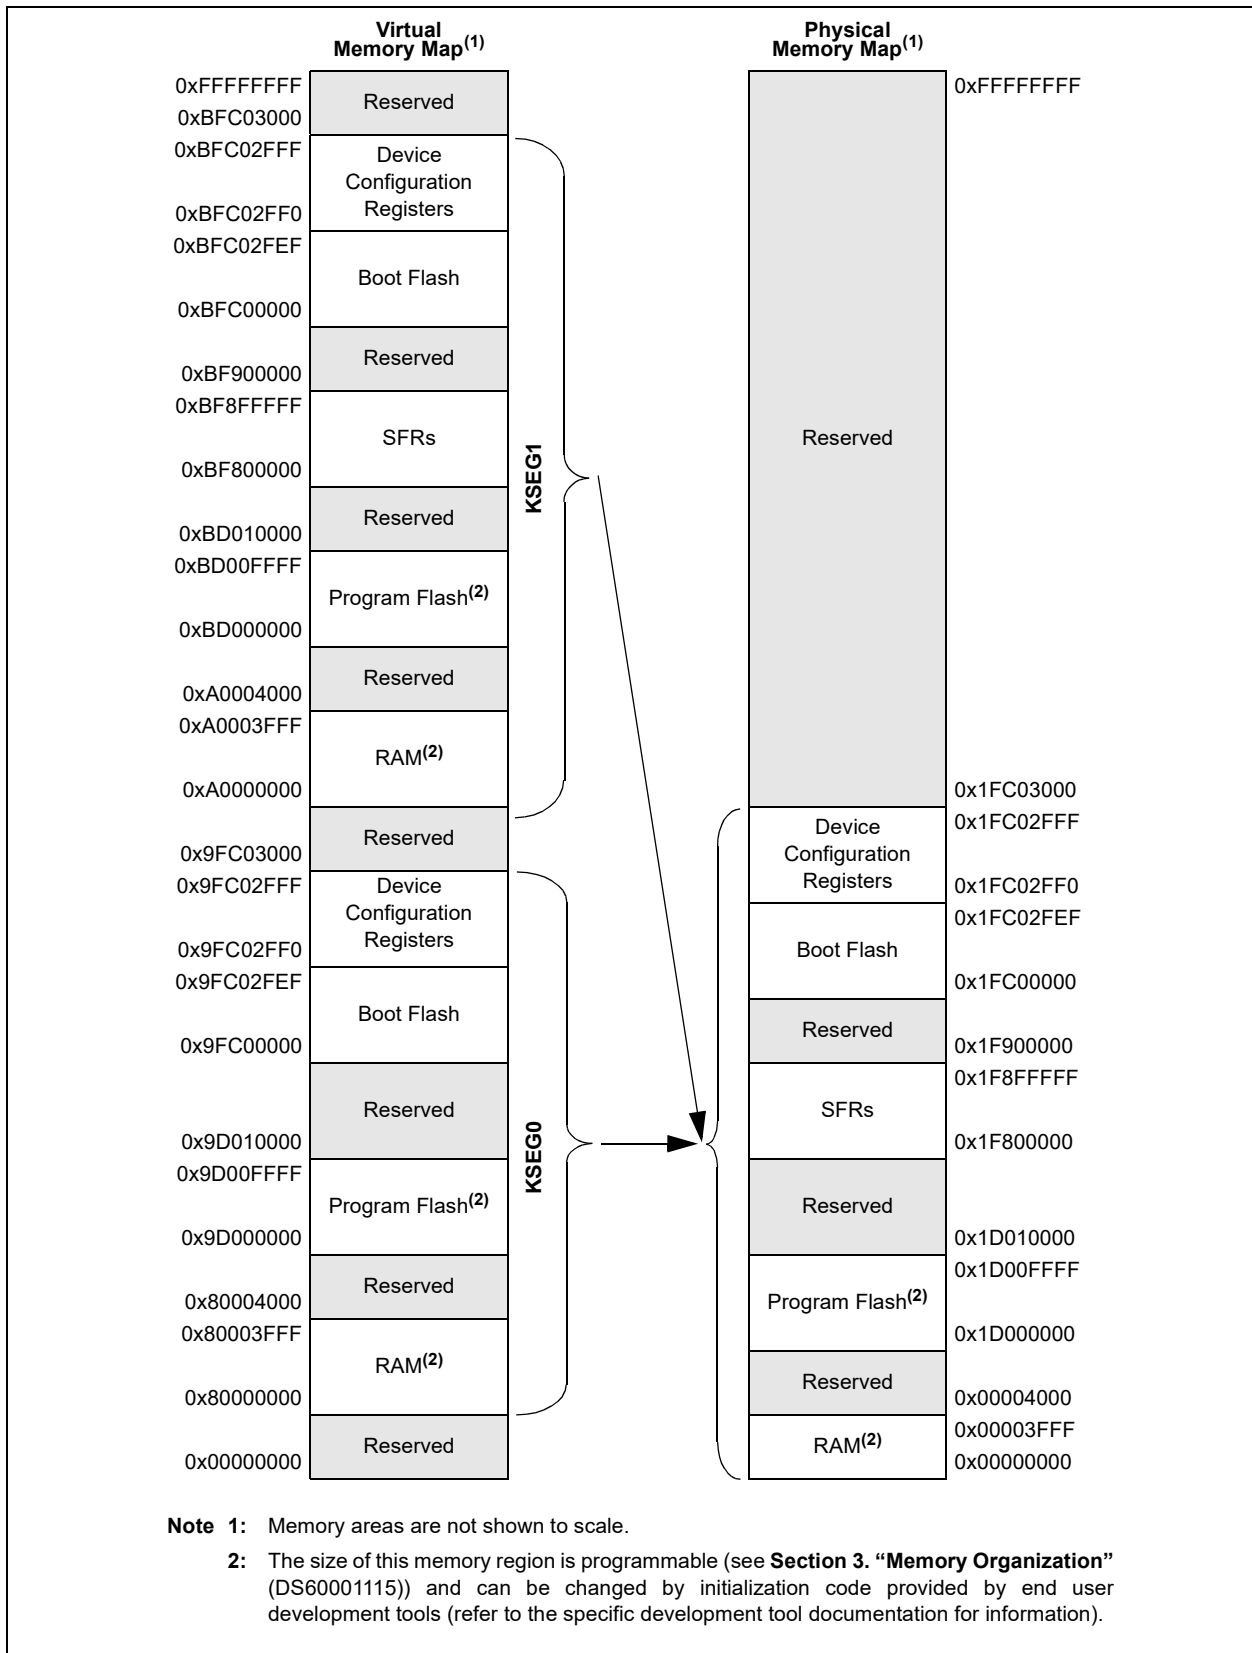 Virtual
Memory Map(1)
0xFFFFFFFF
Reserved
0xBFC03000
0xBFC02FFF
Device
Configuration
Registers
0xBFC02FF0
0xBFC02FEF
Boot Flash
0xBFC00000
Reserved
0xBF900000
0xBF8FFFFF
SFRs
0xBF800000
Reserved
0xBD010000
0xBD00FFFF
Program Flash(2)
0xBD000000
Reserved
0xA0004000
0xA0003FFF
RAM(2)
0xA0000000
Reserved
0x9FC03000
0x9FC02FFF
Device
Configuration
Registers
0x9FC02FF0
0x9FC02FEF
Boot Flash
0x9FC00000
Reserved
0x9D010000
0x9D00FFFF
Program Flash(2)
0x9D000000
Reserved
0x80004000
0x80003FFF
RAM(2)
0x80000000
Reserved
0x00000000
KSEG1
KSEG0
Physical
Memory Map(1)
0xFFFFFFFF
Reserved
0x1FC03000
0x1FC02FFF
Device
Configuration
Registers
0x1FC02FF0
0x1FC02FEF
Boot Flash
0x1FC00000
Reserved
0x1F900000
0x1F8FFFFF
SFRs
0x1F800000
Reserved
0x1D010000
0x1D00FFFF
Program Flash(2)
0x1D000000
Reserved
0x00004000
0x00003FFF
RAM(2)
0x00000000
Note 1: Memory areas are not shown to scale.
2: The size of this memory region is programmable (see Section 3. “Memory Organization”
(DS60001115)) and can be changed by initialization code provided by end user
development tools (refer to the specific development tool documentation for information).